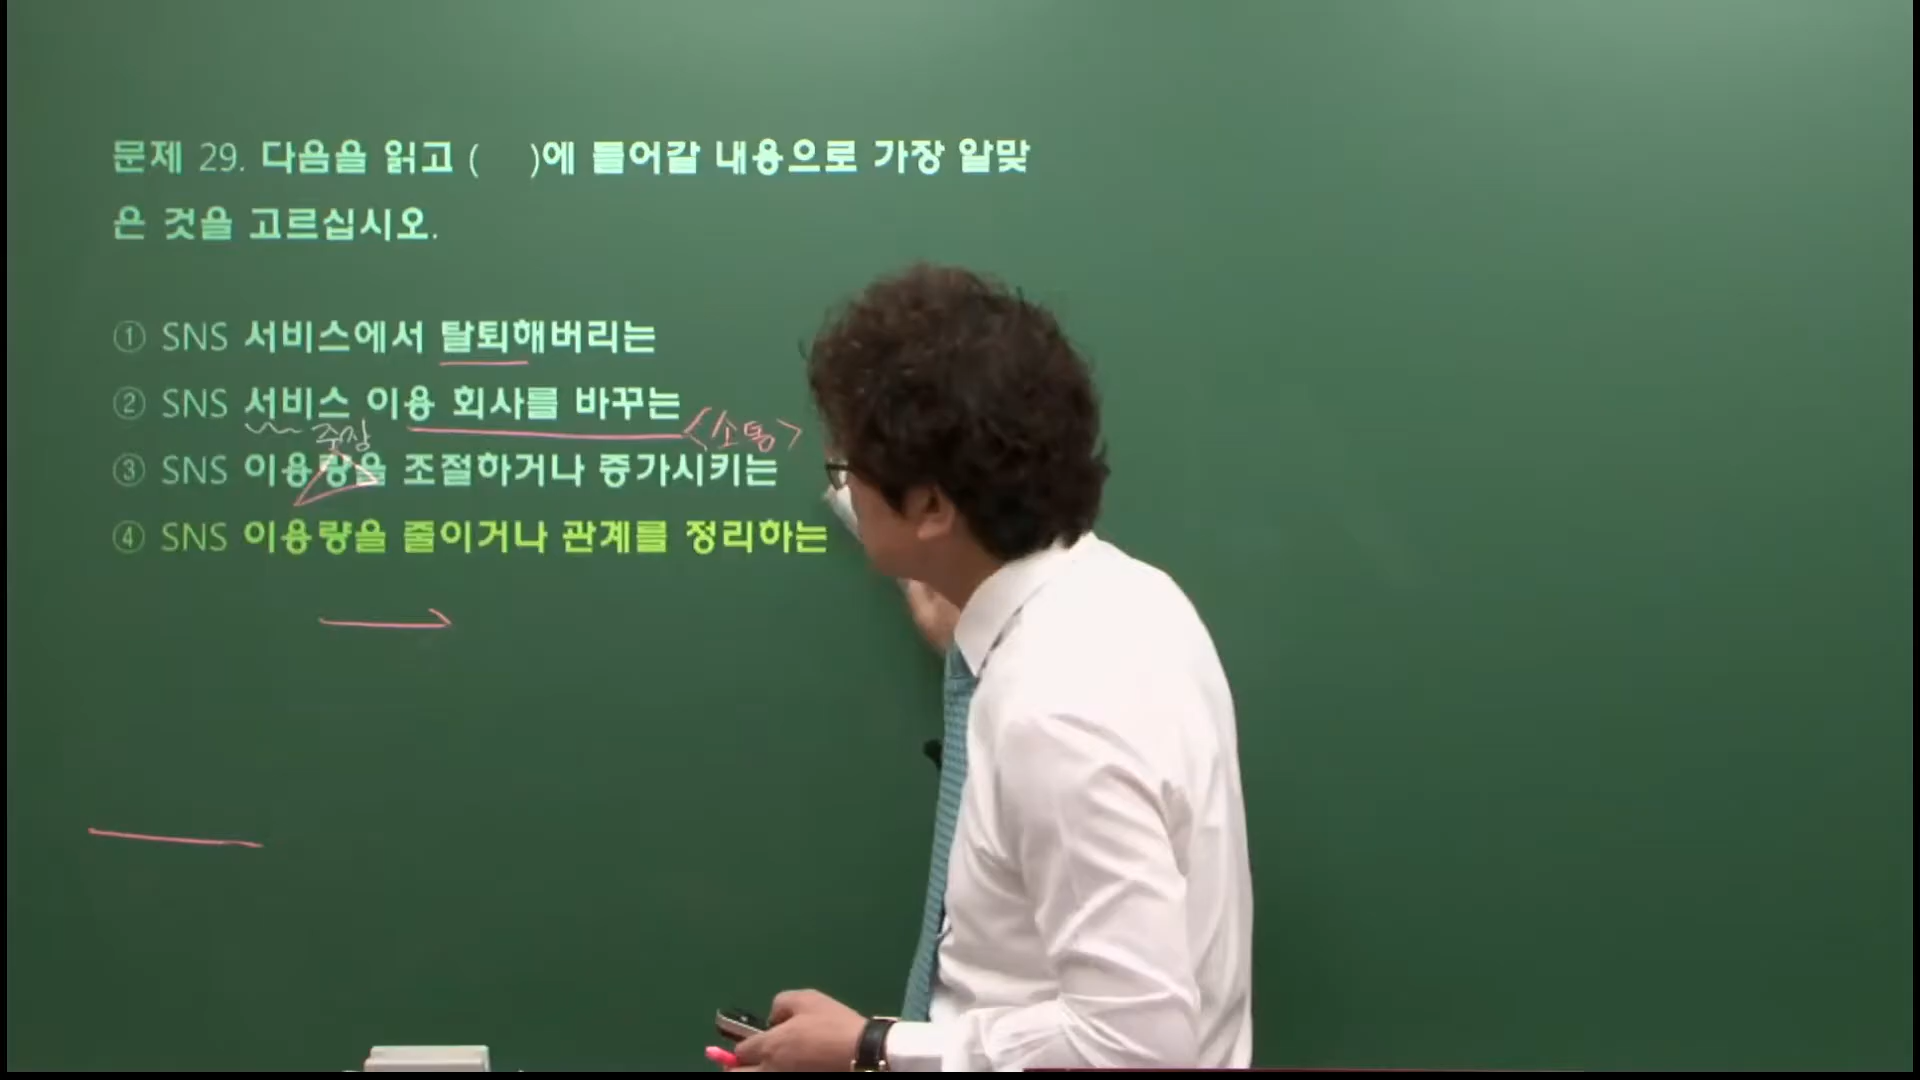 문제 29. 다음을 읽고 (    )에 들어갈 내용으로 가장 알맞
은 것을 고르십시오.
① SNS 서비스에서 탈퇴해버리는
② SNS 서비스 이용 회사를 바꾸는
<소통>
주장
③ SNS 이용량을 조절하거나 증가시키는
④ SNS 이용량을 줄이거나 관계를 정리하는